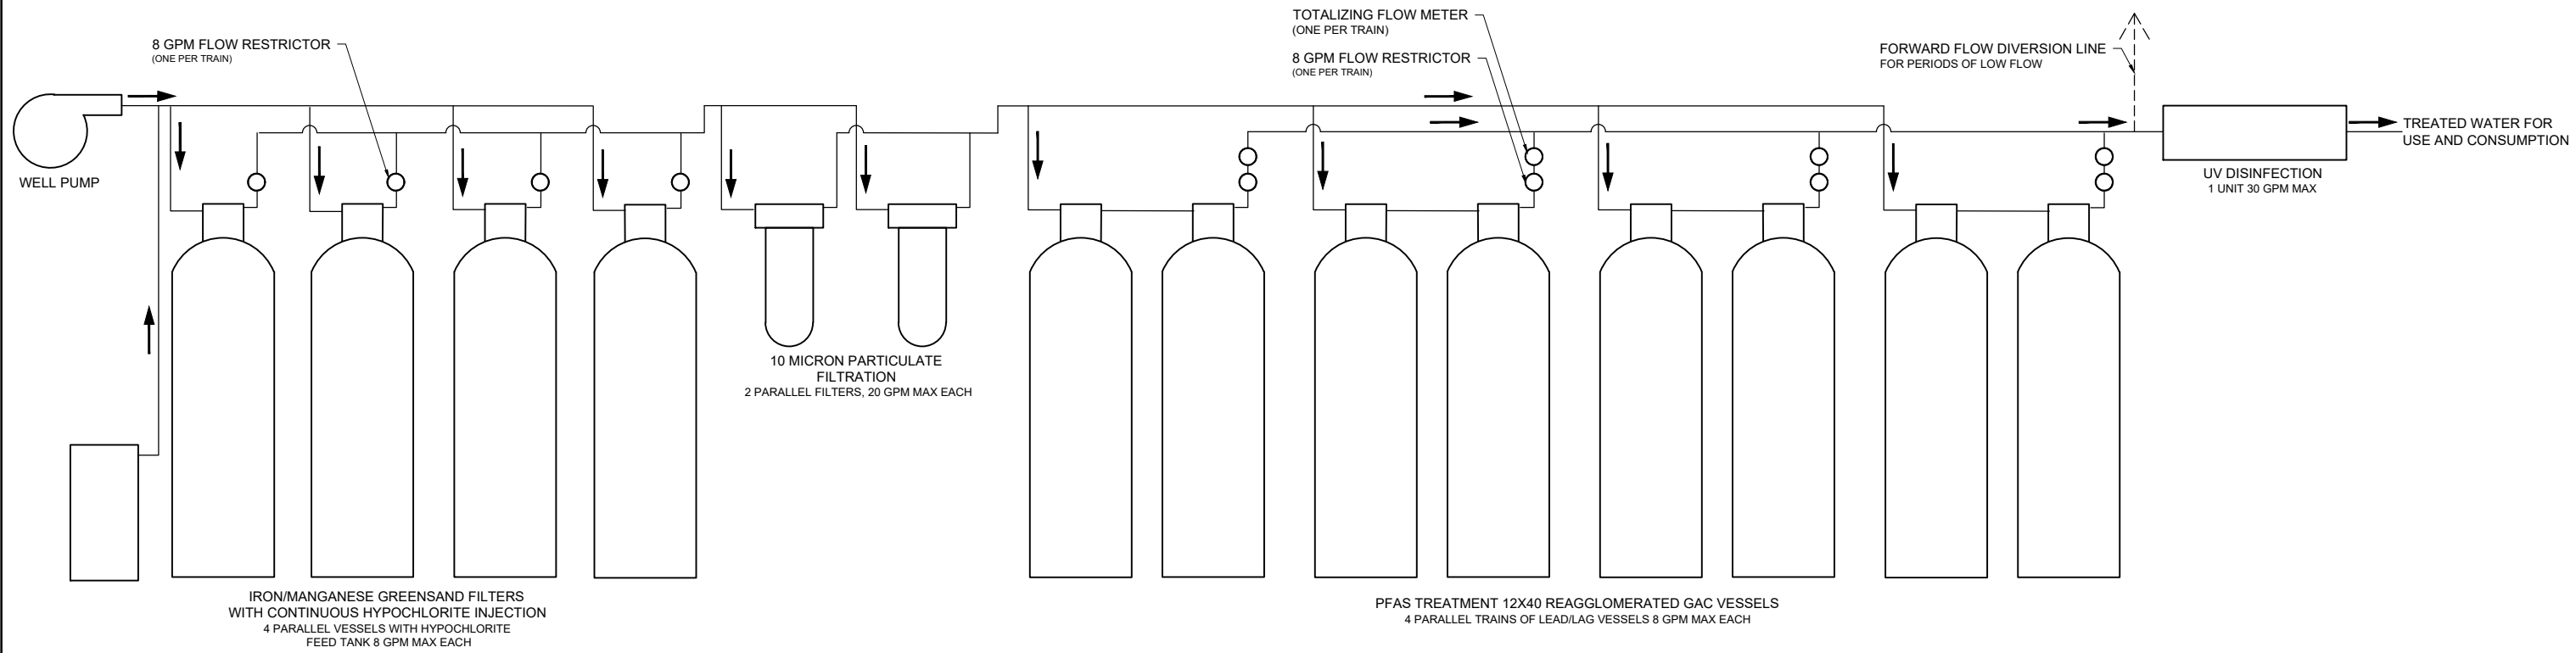 TOTALIZING FLOW METER
(ONE PER TRAIN)
8 GPM FLOW RESTRICTOR
(ONE PER TRAIN)
8 GPM FLOW RESTRICTOR
(ONE PER TRAIN)
FORWARD FLOW DIVERSION LINE
FOR PERIODS OF LOW FLOW
WELL PUMP
TREATED WATER FOR
USE AND CONSUMPTION
UV DISINFECTION
1 UNIT 30 GPM MAX
10 MICRON PARTICULATE
FILTRATION
2 PARALLEL FILTERS, 20 GPM MAX EACH
IRON/MANGANESE GREENSAND FILTERS
WITH CONTINUOUS HYPOCHLORITE INJECTION
4 PARALLEL VESSELS WITH HYPOCHLORITE
FEED TANK 8 GPM MAX EACH
PFAS TREATMENT 12X40 REAGGLOMERATED GAC VESSELS
4 PARALLEL TRAINS OF LEAD/LAG VESSELS 8 GPM MAX EACH